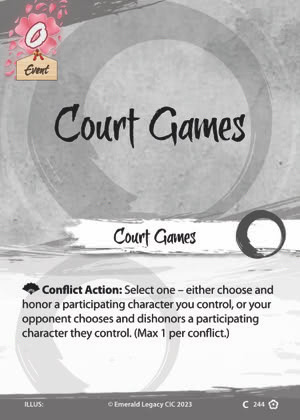 0
Event
Court Games
Court Games
Conflict Action: Select one – either choose and
honor a participating character you control, or your
opponent chooses and dishonors a participating
character they control. (Max 1 per conflict.)
ILLUS: © Emerald Legacy CIC 2023 C 244